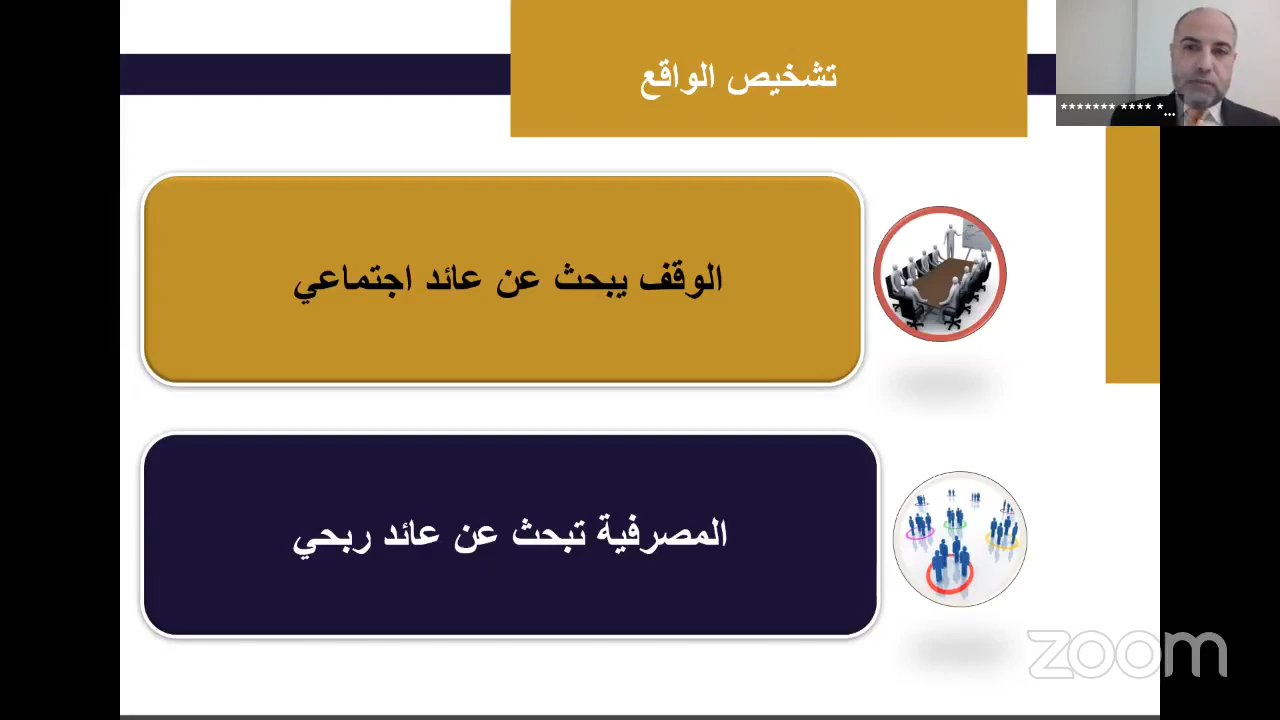 تشخيص الواقع
******* **** *...
الوقف يبحث عن عائد اجتماعي
المصرفية تبحث عن عائد ربحي
zoom